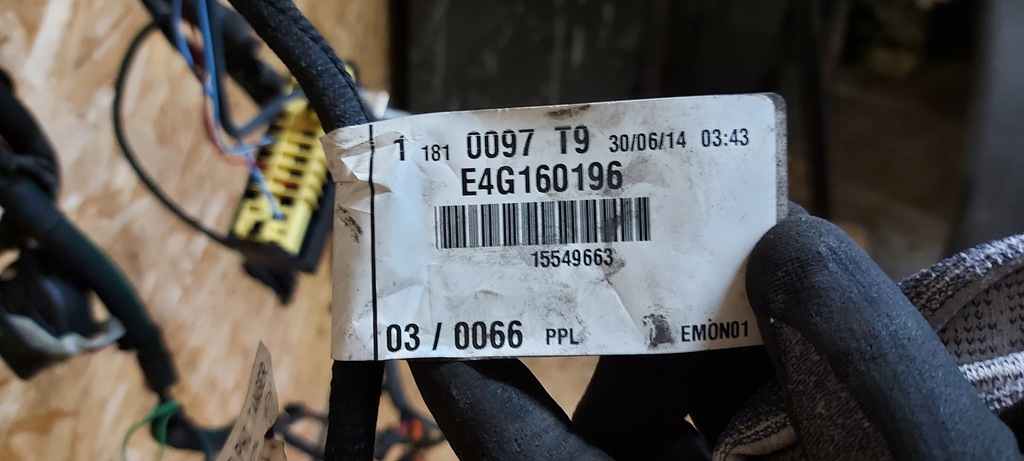 1 181 0097 T9 30/06/14 03:43
E4G160196
15549663
03 / 0066 PPL EMON01